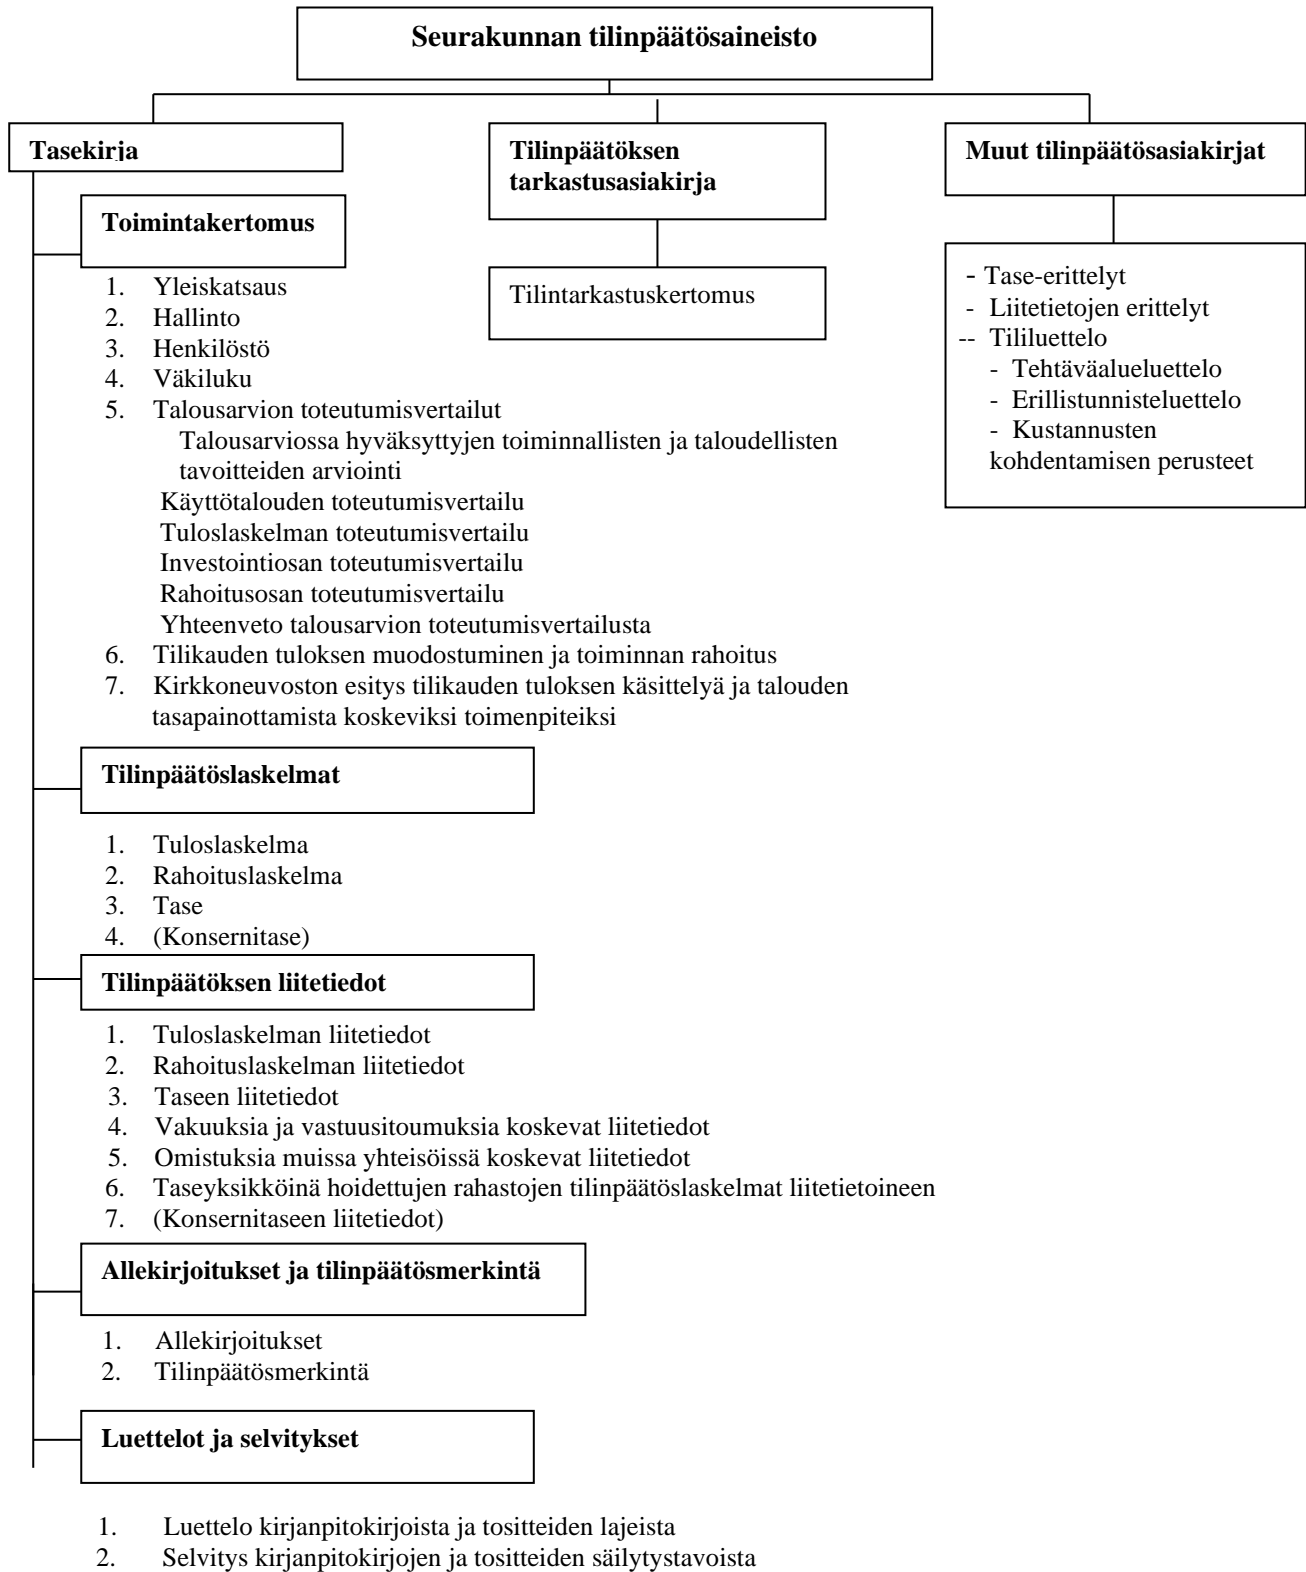 Seurakunnan tilinpäätösaineisto
Tasekirja
Toimintakertomus
1. Yleiskatsaus
2. Hallinto
3. Henkilöstö
4. Väkiluku
5. Talousarvion toteutumisvertailut
Talousarviossa hyväksyttyjen toiminnallisten ja taloudellisten
tavoitteiden arviointi
Käyttötalouden toteutumisvertailu
Tuloslaskelman toteutumisvertailu
Investointiosan toteutumisvertailu
Rahoitusosan toteutumisvertailu
Yhteenveto talousarvion toteutumisvertailusta
6. Tilikauden tuloksen muodostuminen ja toiminnan rahoitus
7. Kirkkoneuvoston esitys tilikauden tuloksen käsittelyä ja talouden
tasapainottamista koskeviksi toimenpiteiksi
Tilinpäätöslaskelmat
1. Tuloslaskelma
2. Rahoituslaskelma
3. Tase
4. (Konsernitase)
Tilinpäätöksen liitetiedot
1. Tuloslaskelman liitetiedot
2. Rahoituslaskelman liitetiedot
3. Taseen liitetiedot
4. Vakuuksia ja vastuusitoumuksia koskevat liitetiedot
5. Omistuksia muissa yhteisöissä koskevat liitetiedot
6. Taseyksikköinä hoidettujen rahastojen tilinpäätöslaskelmat liitetietoineen
7. (Konsernitaseen liitetiedot)
Allekirjoitukset ja tilinpäätösmerkintä
1. Allekirjoitukset
2. Tilinpäätösmerkintä
Luettelot ja selvitykset
1. Luettelo kirjanpitokirjoista ja tositteiden lajeista
2. Selvitys kirjanpitokirjojen ja tositteiden säilytystavoista
Tilinpäätöksen
tarkastusasiakirja
Tilintarkastuskertomus
Muut tilinpäätösasiakirjat
- Tase-erittelyt
- Liitetietojen erittelyt
-- Tililuettelo
- Tehtäväalueluettelo
- Erillistunnisteluettelo
- Kustannusten
kohdentamisen perusteet